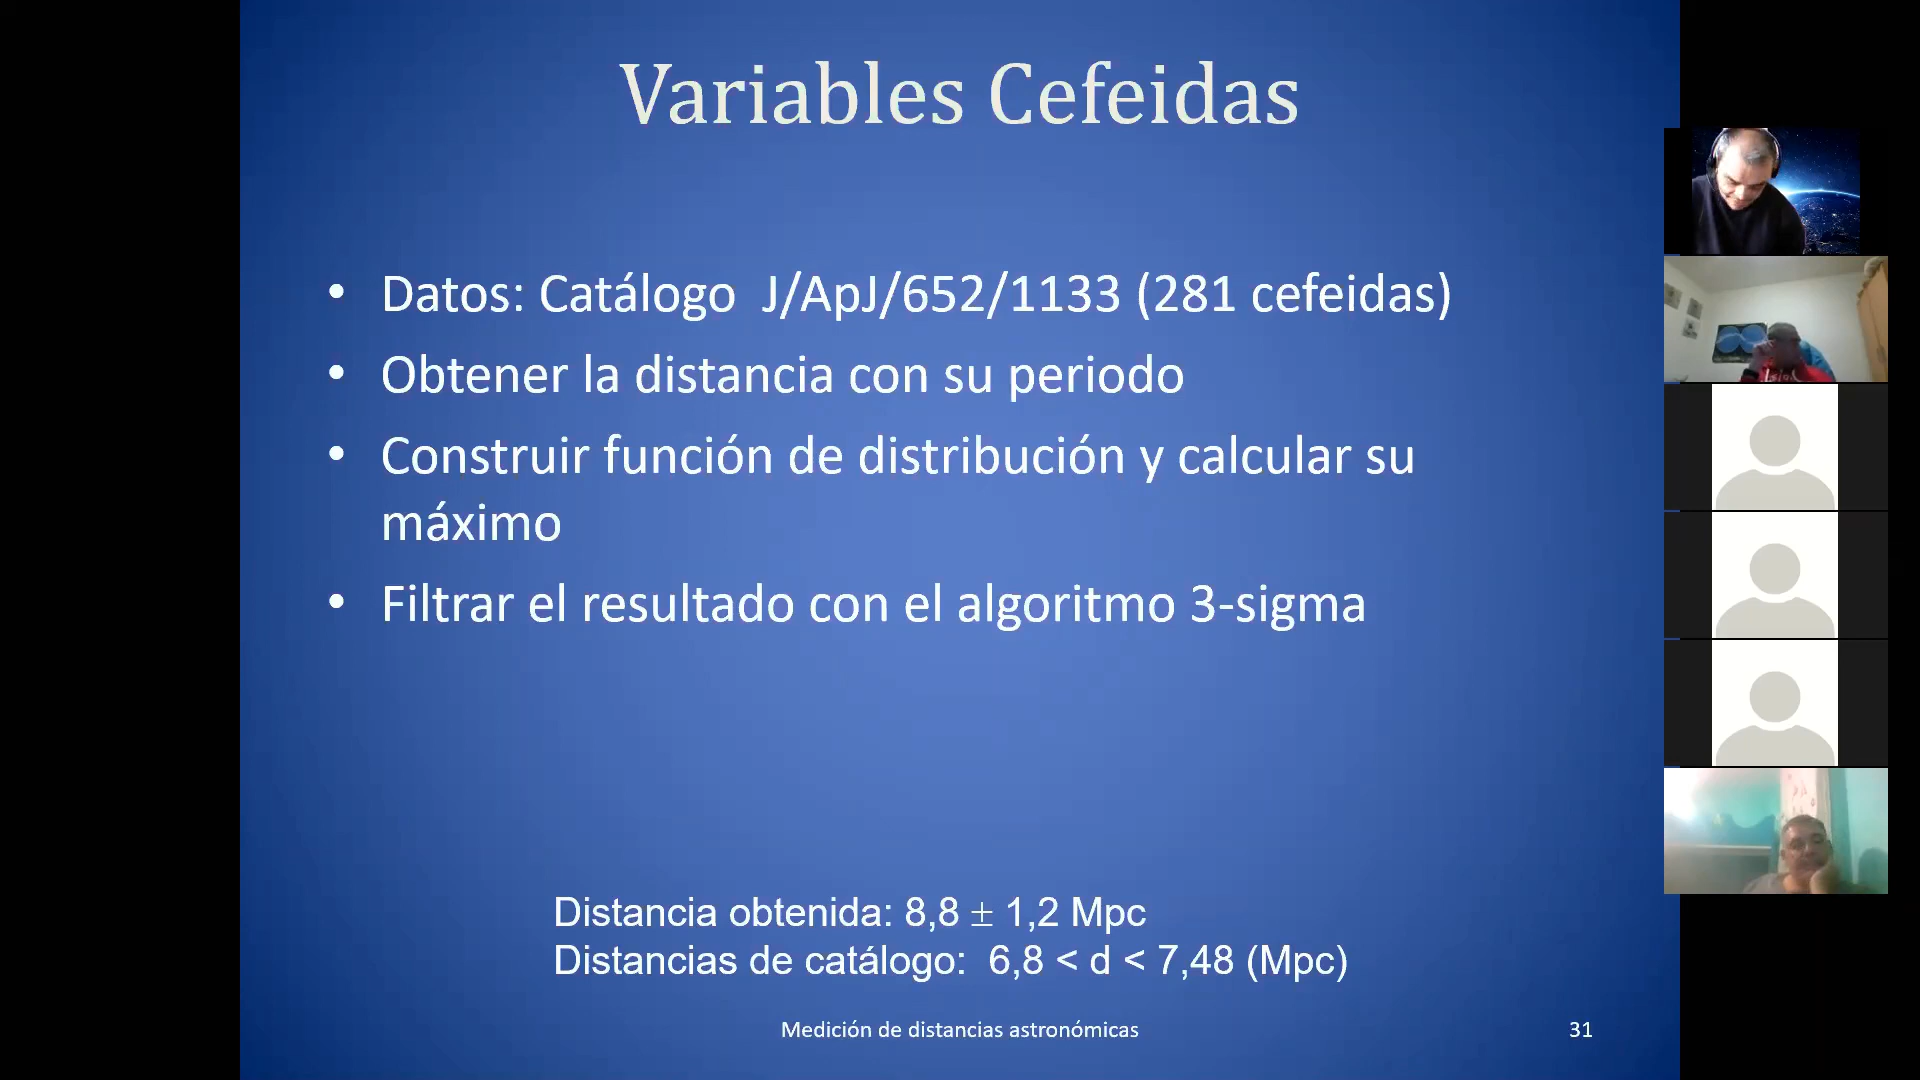 Variables Cefeidas
• Datos: Catálogo J/ApJ/652/1133 (281 cefeidas)
• Obtener la distancia con su periodo
• Construir función de distribución y calcular su
máximo
• Filtrar el resultado con el algoritmo 3-sigma
Distancia obtenida: 8,8 ± 1,2 Mpc
Distancias de catálogo: 6,8 < d < 7,48 (Mpc)
Medición de distancias astronómicas
31